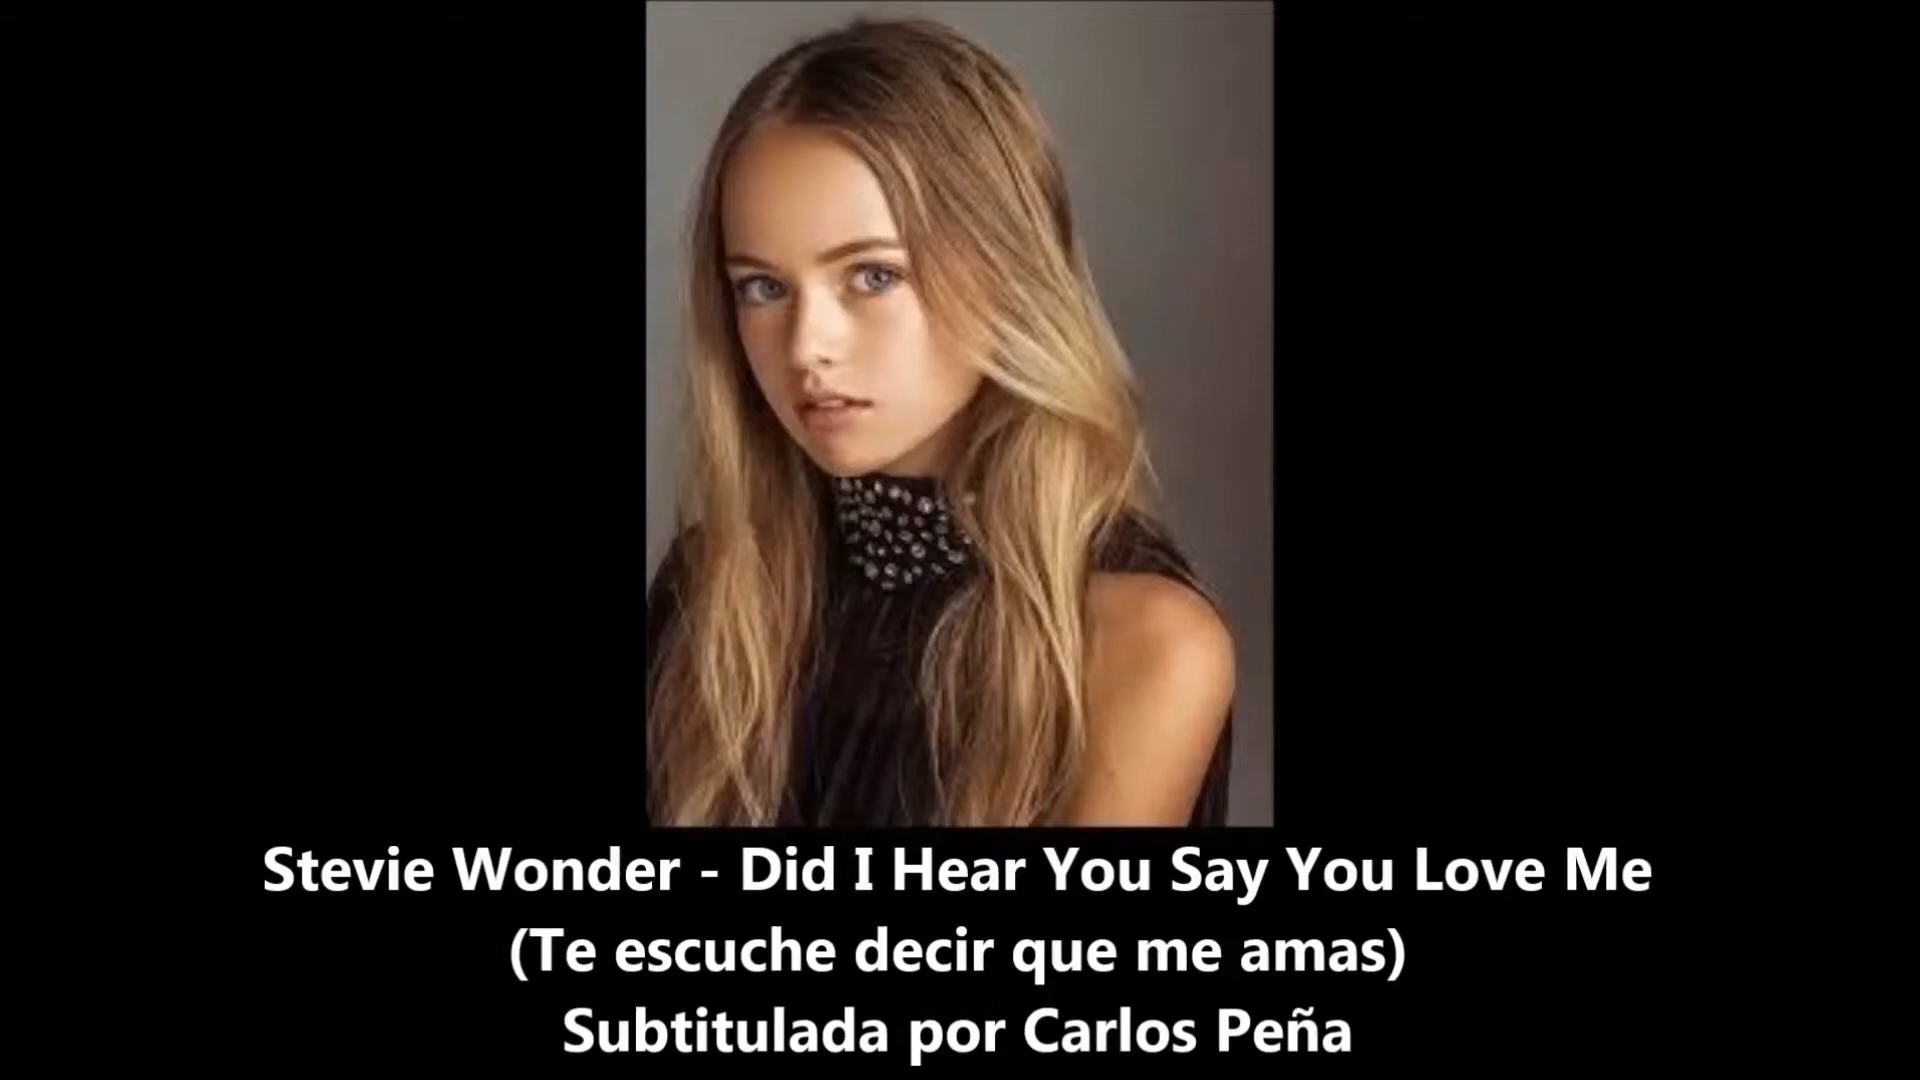 Stevie Wonder - Did I Hear You Say You Love Me
(Te escuche decir que me amas)
Subtitulada por Carlos Peña